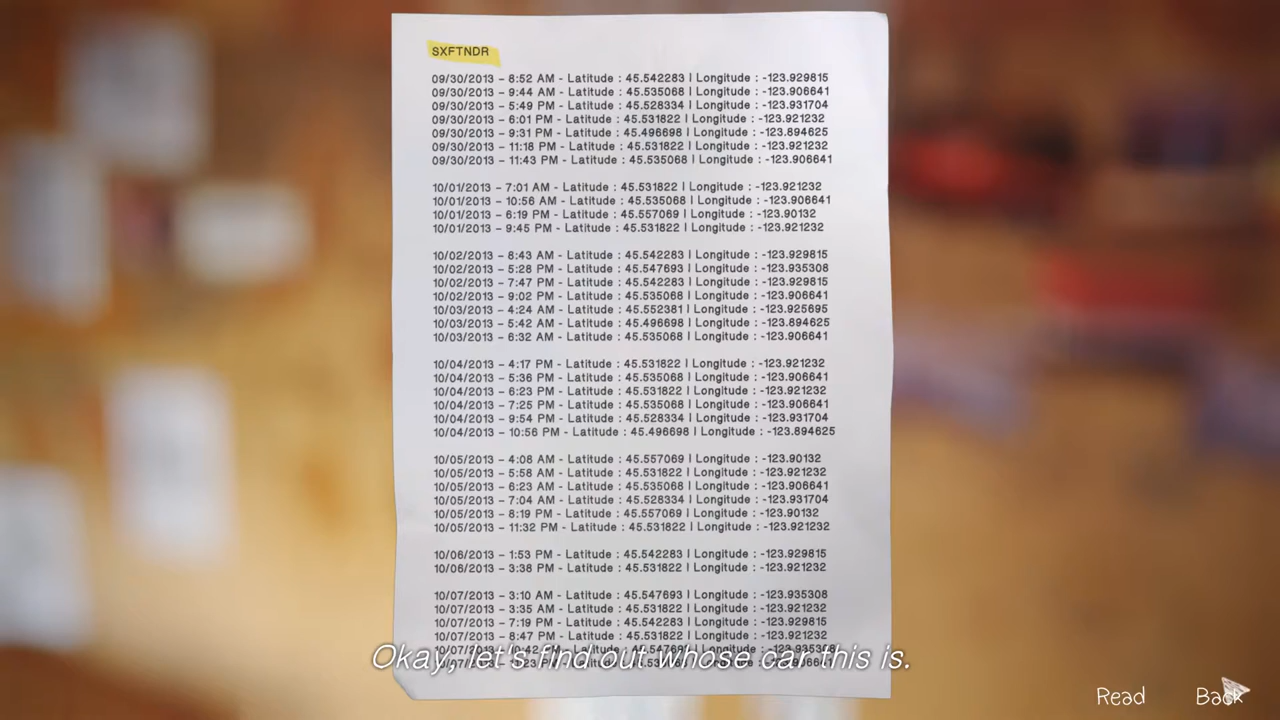 SXFTNDR
09/30/2013 – 8:52 AM - Latitude : 45.542283 | Longitude : -123.929815
09/30/2013 – 9:44 AM - Latitude : 45.535068 | Longitude : -123.906641
09/30/2013 – 5:49 PM - Latitude : 45.528334 | Longitude : -123.931704
09/30/2013 – 6:01 PM - Latitude : 45.531822 | Longitude : -123.921232
09/30/2013 – 9:31 PM - Latitude : 45.496698 | Longitude : -123.894625
09/30/2013 – 11:18 PM - Latitude : 45.531822 | Longitude : -123.921232
09/30/2013 – 11:43 PM - Latitude : 45.535068 | Longitude : -123.906641
10/01/2013 – 7:01 AM - Latitude : 45.531822 | Longitude : -123.921232
10/01/2013 – 10:56 AM - Latitude : 45.535068 | Longitude : -123.906641
10/01/2013 – 6:19 PM - Latitude : 45.557069 | Longitude : -123.90132
10/01/2013 – 9:45 PM - Latitude : 45.531822 | Longitude : -123.921232
10/02/2013 – 8:43 AM - Latitude : 45.542283 | Longitude : -123.929815
10/02/2013 – 5:28 PM - Latitude : 45.547693 | Longitude : -123.935308
10/02/2013 – 7:47 PM - Latitude : 45.542283 | Longitude : -123.929815
10/02/2013 – 9:02 PM - Latitude : 45.535068 | Longitude : -123.906641
10/03/2013 – 4:24 AM - Latitude : 45.552381 | Longitude : -123.925695
10/03/2013 – 5:42 AM - Latitude : 45.496698 | Longitude : -123.894625
10/03/2013 – 6:32 AM - Latitude : 45.535068 | Longitude : -123.906641
10/04/2013 – 4:17 PM - Latitude : 45.531822 | Longitude : -123.921232
10/04/2013 – 5:36 PM - Latitude : 45.535068 | Longitude : -123.906641
10/04/2013 – 6:23 PM - Latitude : 45.531822 | Longitude : -123.921232
10/04/2013 – 7:25 PM - Latitude : 45.535068 | Longitude : -123.906641
10/04/2013 – 9:54 PM - Latitude : 45.528334 | Longitude : -123.931704
10/04/2013 – 10:56 PM - Latitude : 45.496698 | Longitude : -123.894625
10/05/2013 – 4:08 AM - Latitude : 45.557069 | Longitude : -123.90132
10/05/2013 – 5:58 AM - Latitude : 45.531822 | Longitude : -123.921232
10/05/2013 – 6:23 AM - Latitude : 45.535068 | Longitude : -123.906641
10/05/2013 – 7:04 AM - Latitude : 45.528334 | Longitude : -123.931704
10/05/2013 – 8:19 PM - Latitude : 45.557069 | Longitude : -123.90132
10/05/2013 – 11:32 PM - Latitude : 45.531822 | Longitude : -123.921232
10/06/2013 – 1:53 PM - Latitude : 45.542283 | Longitude : -123.929815
10/06/2013 – 3:38 PM - Latitude : 45.531822 | Longitude : -123.921232
10/07/2013 – 3:10 AM - Latitude : 45.547693 | Longitude : -123.935308
10/07/2013 – 3:35 AM - Latitude : 45.531822 | Longitude : -123.921232
10/07/2013 – 7:19 PM - Latitude : 45.542283 | Longitude : -123.929815
10/07/2013 – 8:47 PM - Latitude : 45.531822 | Longitude : -123.921232
Okay, let's find out whose car this is.
Read Back